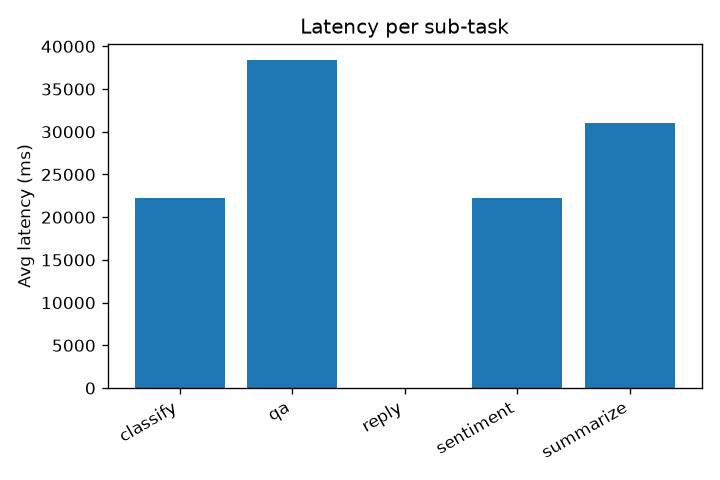 Latency per sub-task
Avg latency (ms)
40000
35000
30000
25000
20000
15000
10000
5000
0
classify
qa
reply
sentiment
summarize